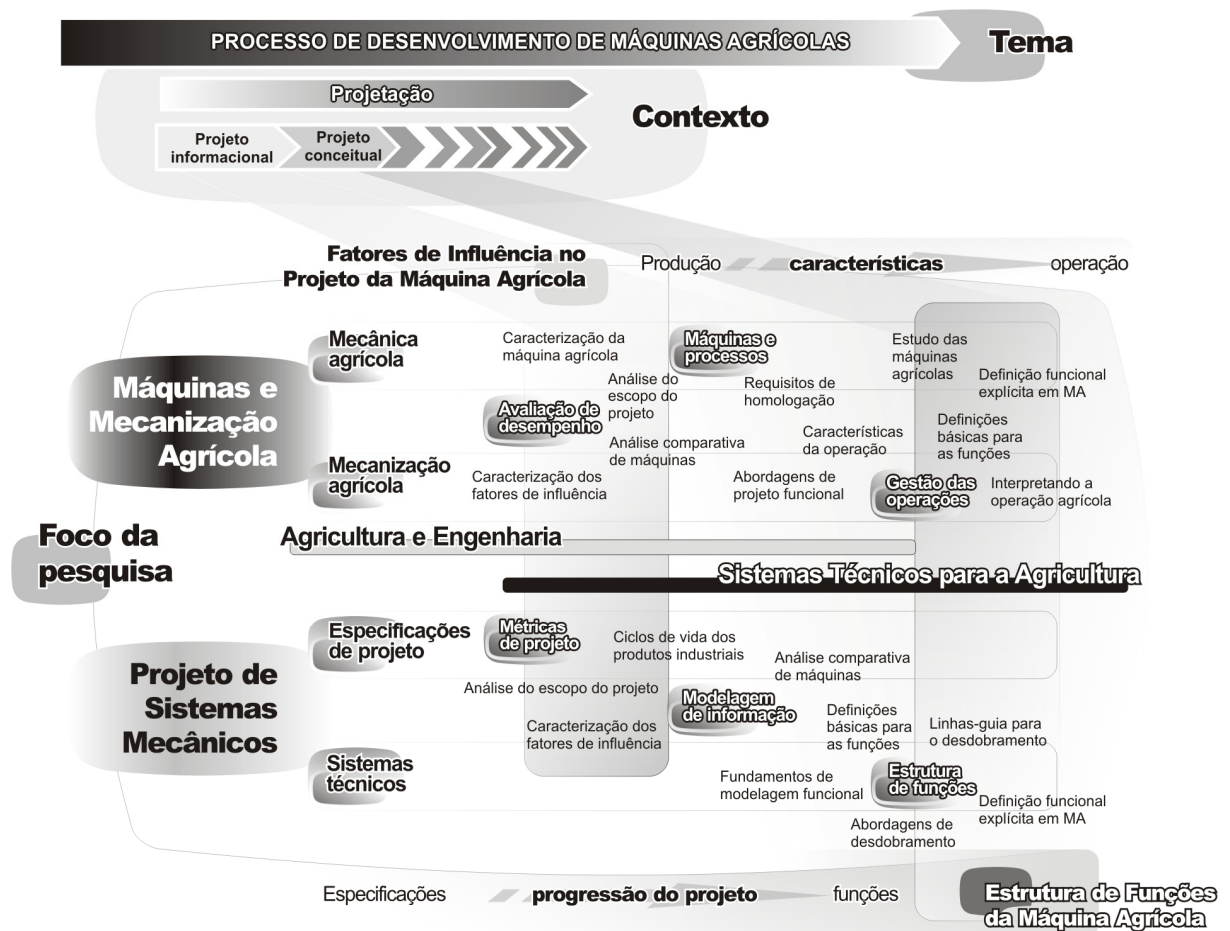 PROCESSO DE DESENVOLVIMENTO DE MÁQUINAS AGRÍCOLAS
Tema
Projetação
Contexto
Projeto
informacional
Projeto
conceitual
Fatores de Influência no
Projeto da Máquina Agrícola
Produção
características
operação
Máquinas e
Mecanização
Agrícola
Mecânica
agrícola
Caracterização da
máquina agrícola
Máquinas e
processos
Estudo das
máquinas
agrícolas
Definição funcional
explícita em MA
Análise do
escopo do
projeto
Requisitos de
homologação
Avaliação de
desempenho
Análise comparativa
de máquinas
Características
da operação
Definições
básicas para
as funções
Mecanização
agrícola
Caracterização dos
fatores de influência
Abordagens de
projeto funcional
Gestão das
operações
Interpretando a
operação agrícola
Foco da
pesquisa
Agricultura e Engenharia
Sistemas Técnicos para a Agricultura
Projeto de
Sistemas
Mecânicos
Especificações
de projeto
Métricas
de projeto
Ciclos de vida dos
produtos industriais
Análise comparativa
de máquinas
Análise do escopo do projeto
Modelagem
de informação
Caracterização dos
fatores de influência
Definições
básicas para
as funções
Linhas-guia para
o desdobramento
Sistemas
técnicos
Fundamentos de
modelagem funcional
Estrutura
de funções
Definição funcional
explícita em MA
Abordagens de
desdobramento
Especificações
progressão do projeto
funções
Estrutura de Funções
da Máquina Agrícola